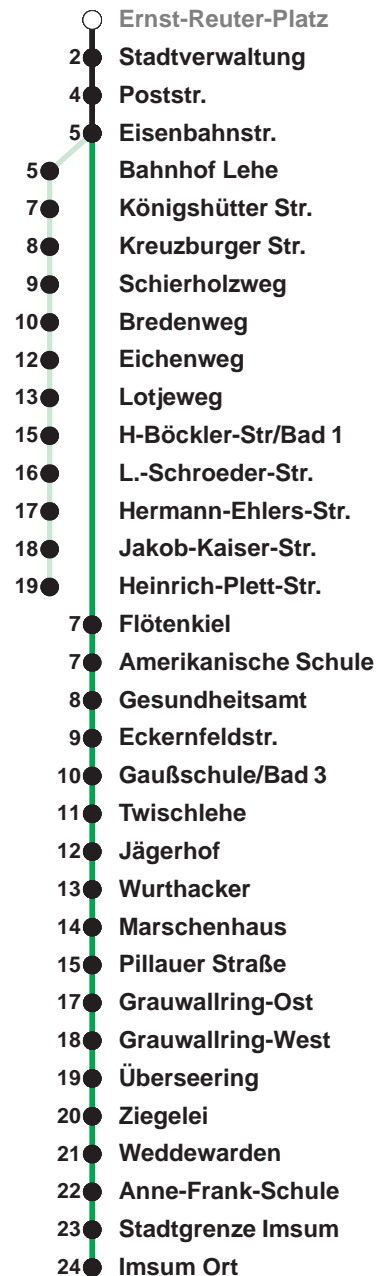 Ernst-Reuter-Platz
2 Stadtverwaltung
4 Poststr.
5 Eisenbahnstr.
5 Bahnhof Lehe
7 Königshütter Str.
8 Kreuzburger Str.
9 Schierholzweg
10 Bredenweg
12 Eichenweg
13 Lotjeweg
15 H-Böckler-Str/Bad 1
16 L.-Schroeder-Str.
17 Hermann-Ehlers-Str.
18 Jakob-Kaiser-Str.
19 Heinrich-Plett-Str.
7 Flötenkiel
7 Amerikanische Schule
8 Gesundheitsamt
9 Eckernfeldstr.
10 Gaußschule/Bad 3
11 Twischlehe
12 Jägerhof
13 Wurthacker
14 Marschenhaus
15 Pillauer Straße
17 Grauwallring-Ost
18 Grauwallring-West
19 Überseering
20 Ziegelei
21 Weddewarden
22 Anne-Frank-Schule
23 Stadtgrenze Imsum
24 Imsum Ort